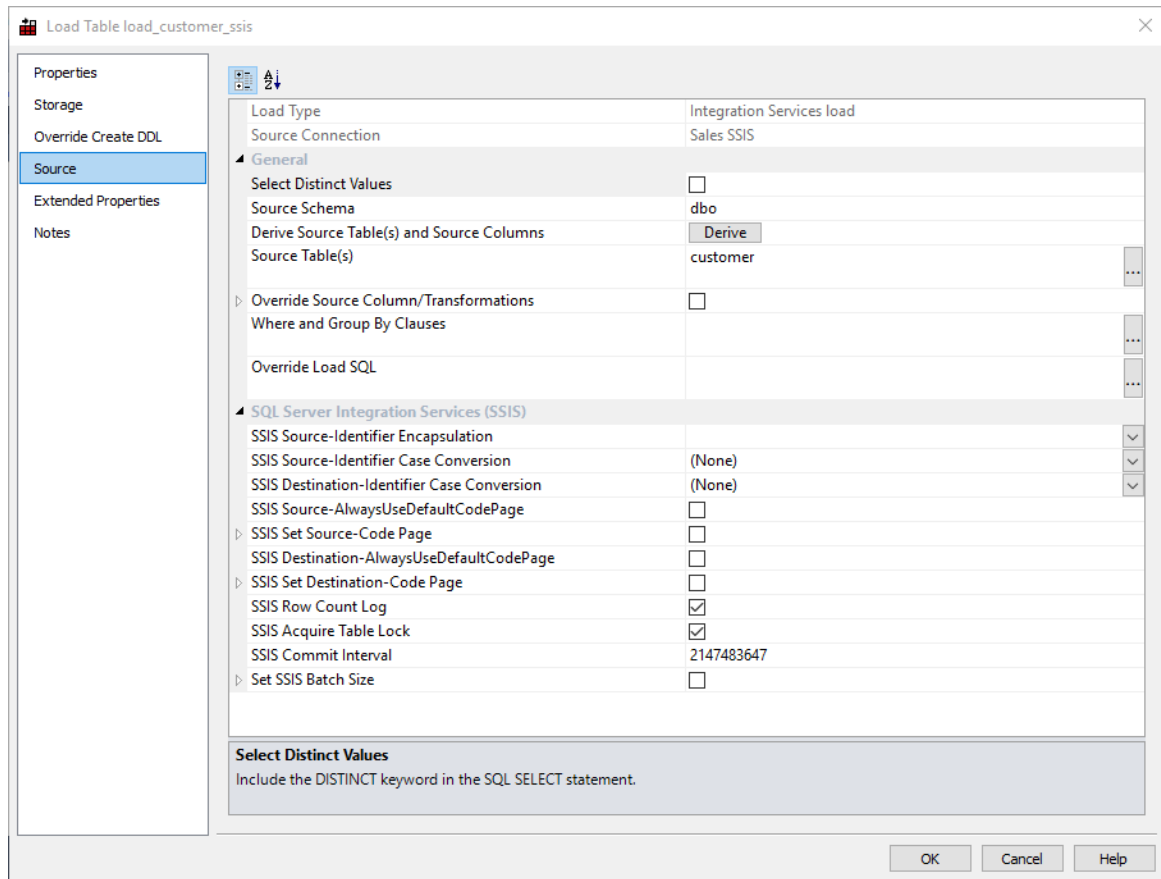 Load Table load_customer_ssis
Properties
Storage
Override Create DDL
Source
Extended Properties
Notes
Load Type Integration Services load
Source Connection Sales SSIS
General
Select Distinct Values
Source Schema dbo
Derive Source Table(s) and Source Columns Derive
Source Table(s) customer
...
Override Source Column/Transformations
Where and Group By Clauses
...
Override Load SQL
...
SQL Server Integration Services (SSIS)
SSIS Source-Identifier Encapsulation
SSIS Source-Identifier Case Conversion (None)
SSIS Destination-Identifier Case Conversion (None)
SSIS Source-AlwaysUseDefaultCodePage
SSIS Set Source-Code Page
SSIS Destination-AlwaysUseDefaultCodePage
SSIS Set Destination-Code Page
SSIS Row Count Log
SSIS Acquire Table Lock
SSIS Commit Interval 2147483647
Set SSIS Batch Size
Select Distinct Values
Include the DISTINCT keyword in the SQL SELECT statement.
OK Cancel Help